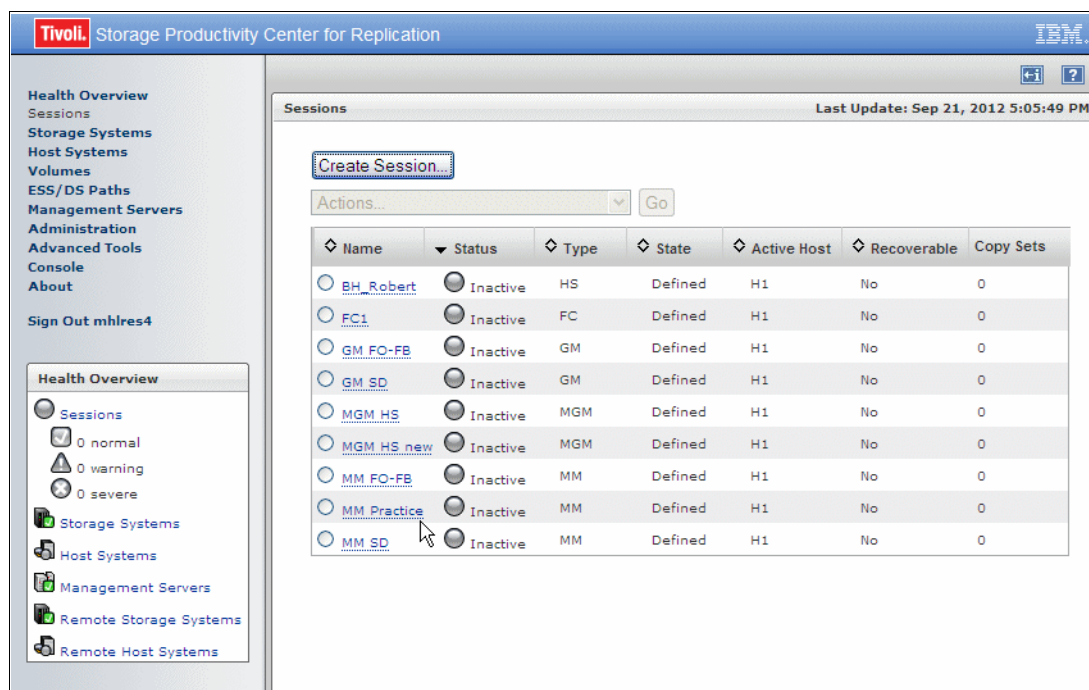 Tivoli. Storage Productivity Center for Replication IBM.
Health Overview
Sessions
Storage Systems
Host Systems
Volumes
ESS/DS Paths
Management Servers
Administration
Advanced Tools
Console
About
Sign Out mhlres4
Health Overview
Sessions
0 normal
0 warning
0 severe
Storage Systems
Host Systems
Management Servers
Remote Storage Systems
Remote Host Systems
?
Sessions Last Update: Sep 21, 2012 5:05:49 PM
Create Session...
Actions... Go
Name Status Type State Active Host Recoverable Copy Sets
BH_Robert Inactive HS Defined H1 No 0
FC1 Inactive FC Defined H1 No 0
GM FO-FB Inactive GM Defined H1 No 0
GM SD Inactive GM Defined H1 No 0
MGM HS Inactive MGM Defined H1 No 0
MGM HS new Inactive MGM Defined H1 No 0
MM FO-FB Inactive MM Defined H1 No 0
MM Practice Inactive MM Defined H1 No 0
MM SD Inactive MM Defined H1 No 0